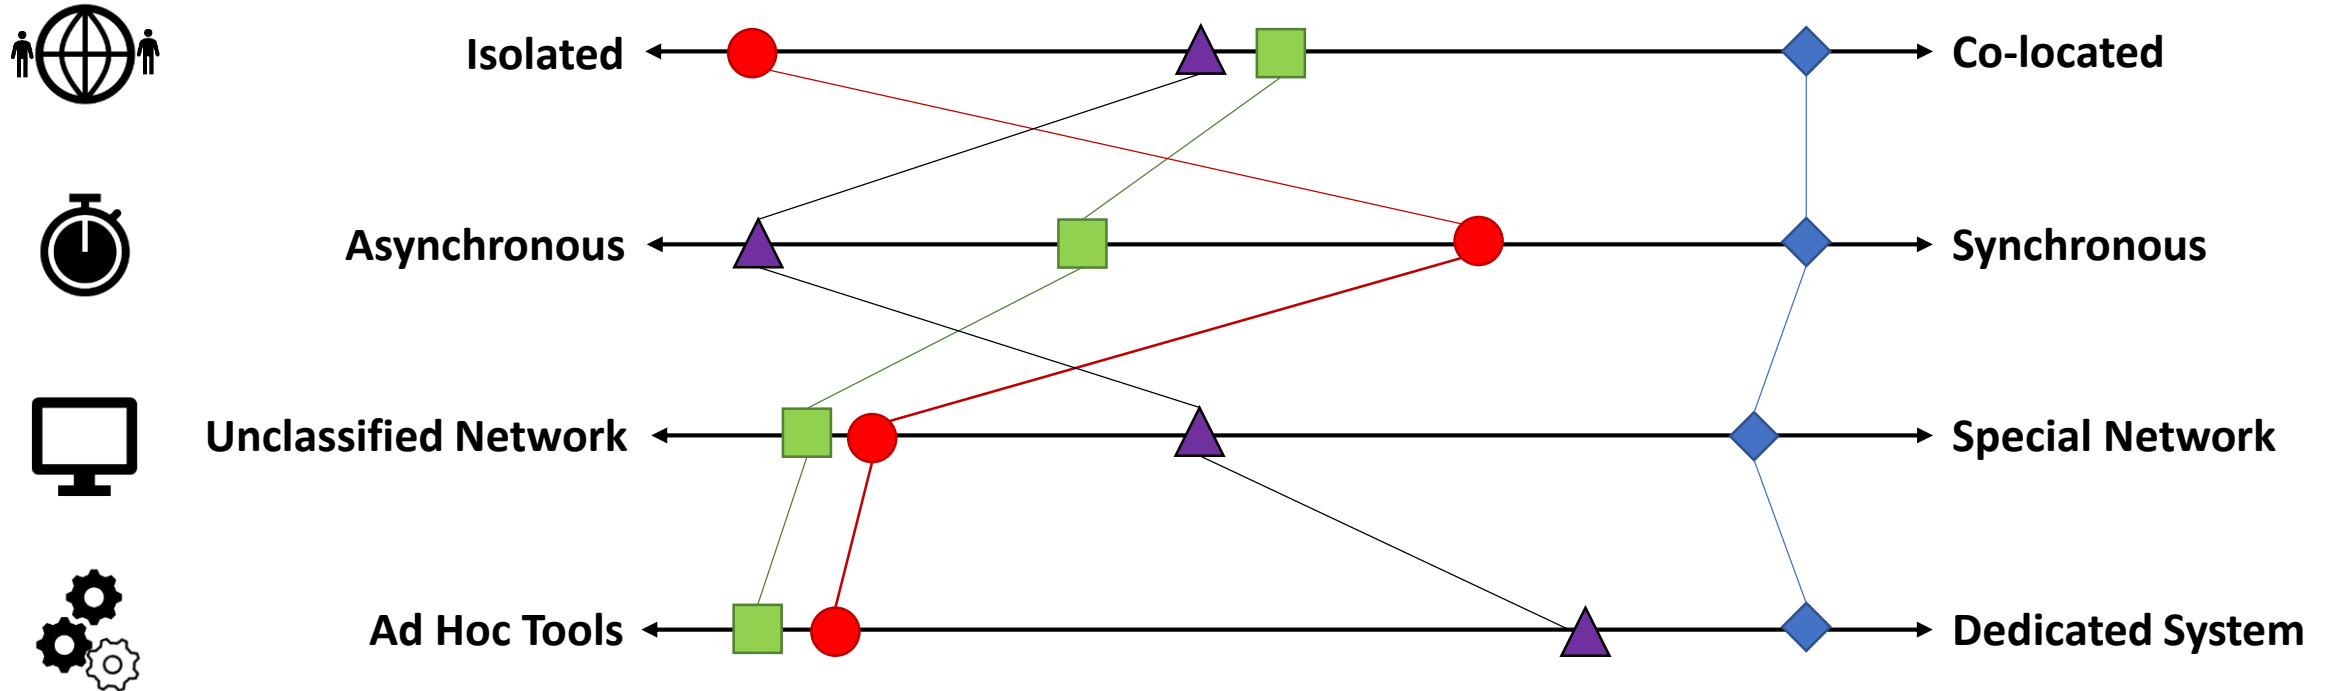 Isolated
Co-located
Asynchronous
Synchronous
Unclassified Network
Special Network
Ad Hoc Tools
Dedicated System